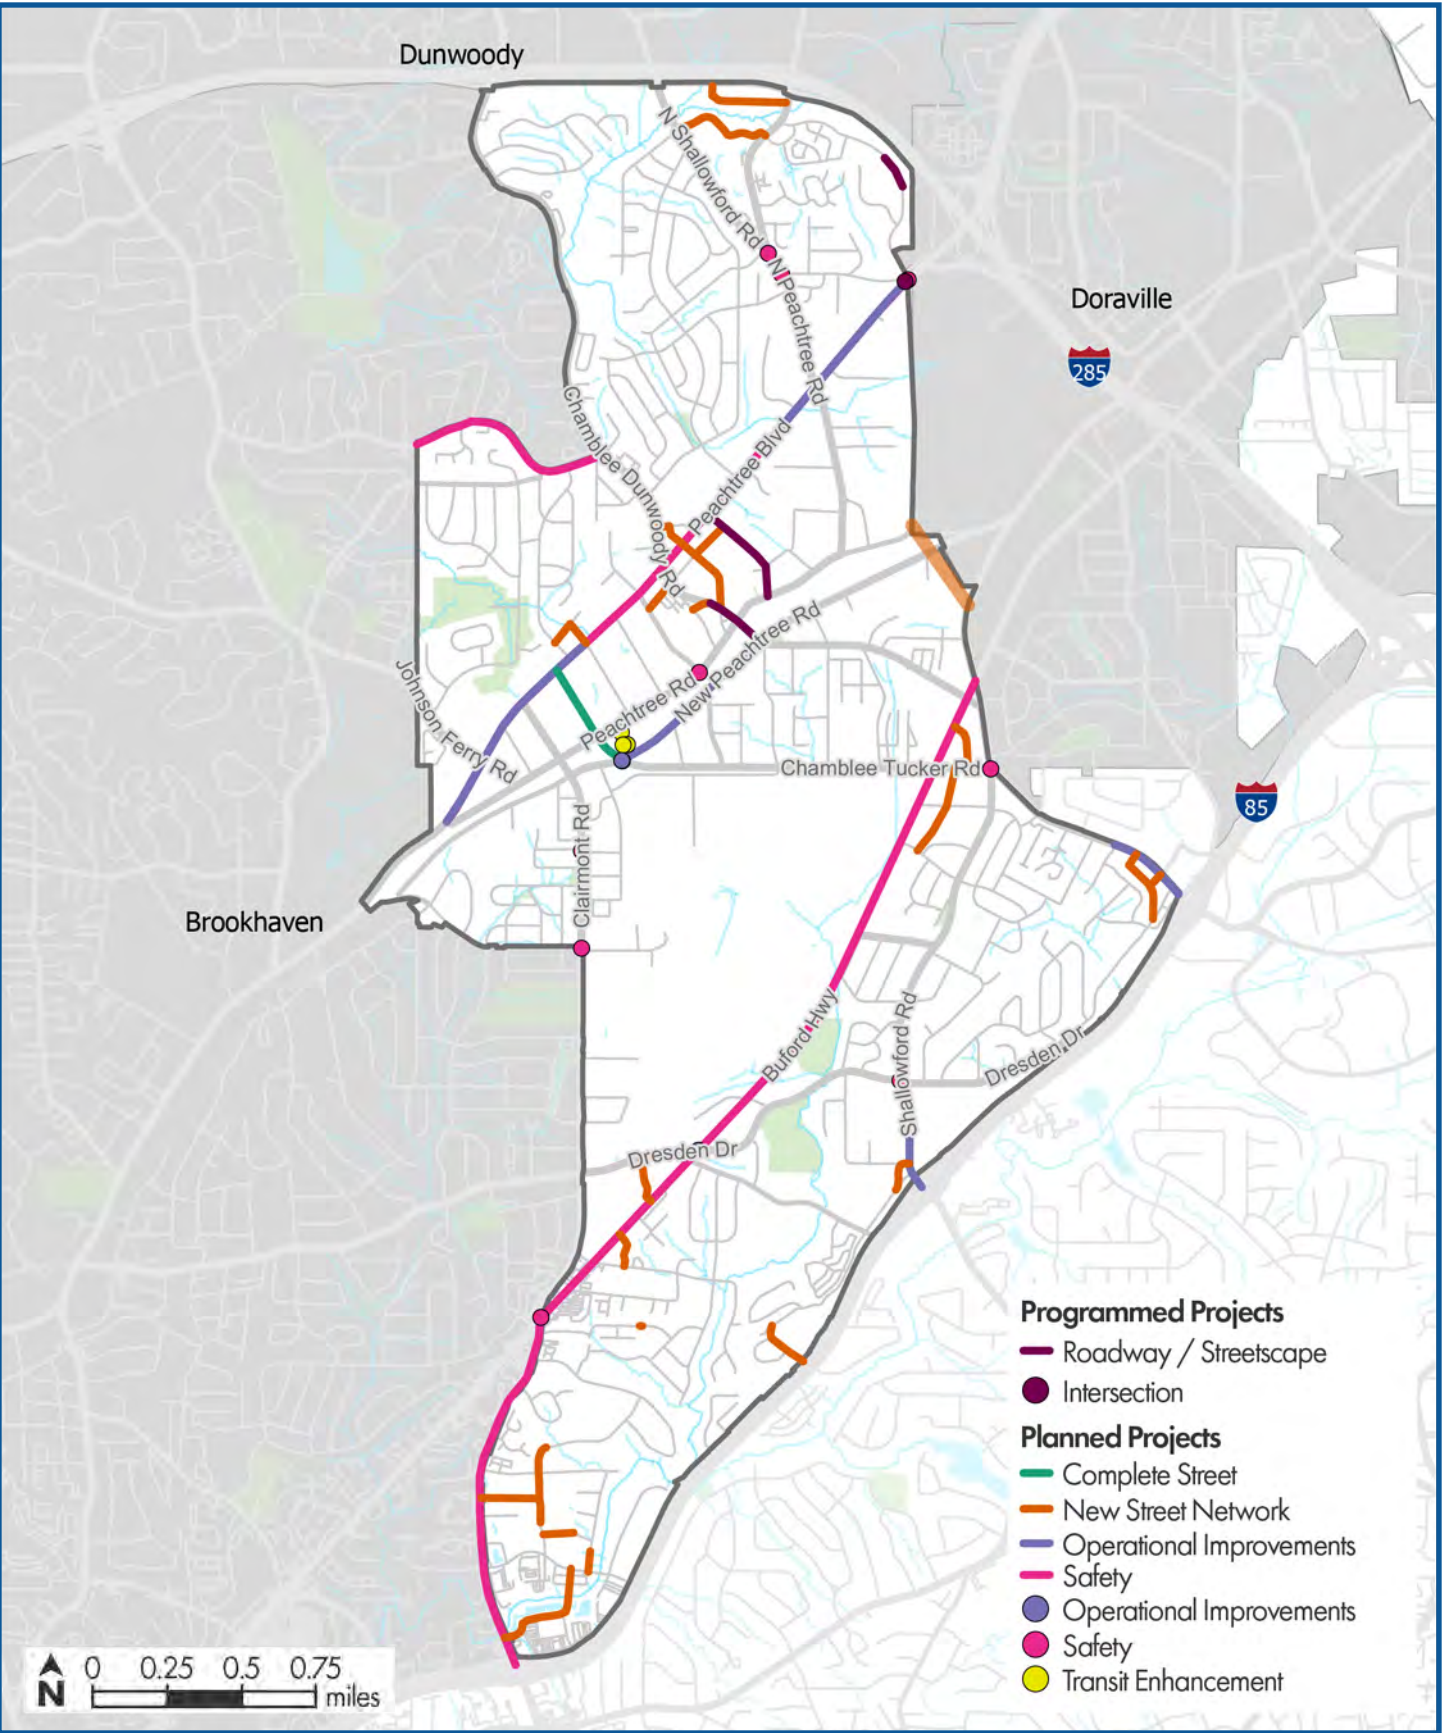 Dunwoody
N Shallowford Rd
N Peachtree Rd
Doraville
285
Chamblee Dunwoody Rd
Peachtree Blvd
Johnson Ferry Rd
Peachtree Rd
New Peachtree Rd
Chamblee Tucker Rd
85
Clairmont Rd
Brookhaven
Buford Hwy
Shallowford Rd
Dresden Dr
Dresden Dr
Programmed Projects
Roadway / Streetscape
Intersection
Planned Projects
Complete Street
New Street Network
Operational Improvements
Safety
Operational Improvements
Safety
Transit Enhancement
N
0 0.25 0.5 0.75
miles